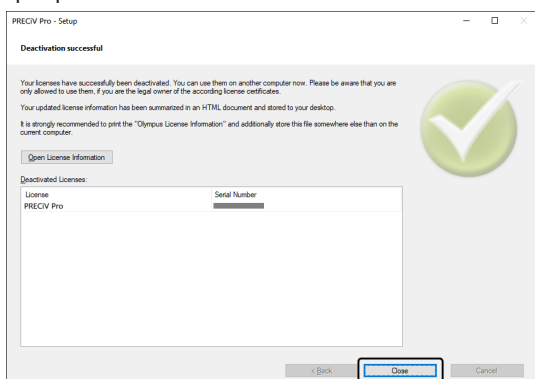 PRECiV Pro - Setup
Deactivation successful
Your licenses have successfully been deactivated. You can use them on another computer now. Please be aware that you are
only allowed to use them, if you are the legal owner of the according license certificates.
Your updated license information has been summarized in an HTML document and stored to your desktop.
It is strongly recommended to print the "Olympus License Information" and additionally store this file somewhere else than on the
current computer.
Open License Information
Deactivated Licenses:
License Serial Number
PRECiV Pro
< Back Close Cancel